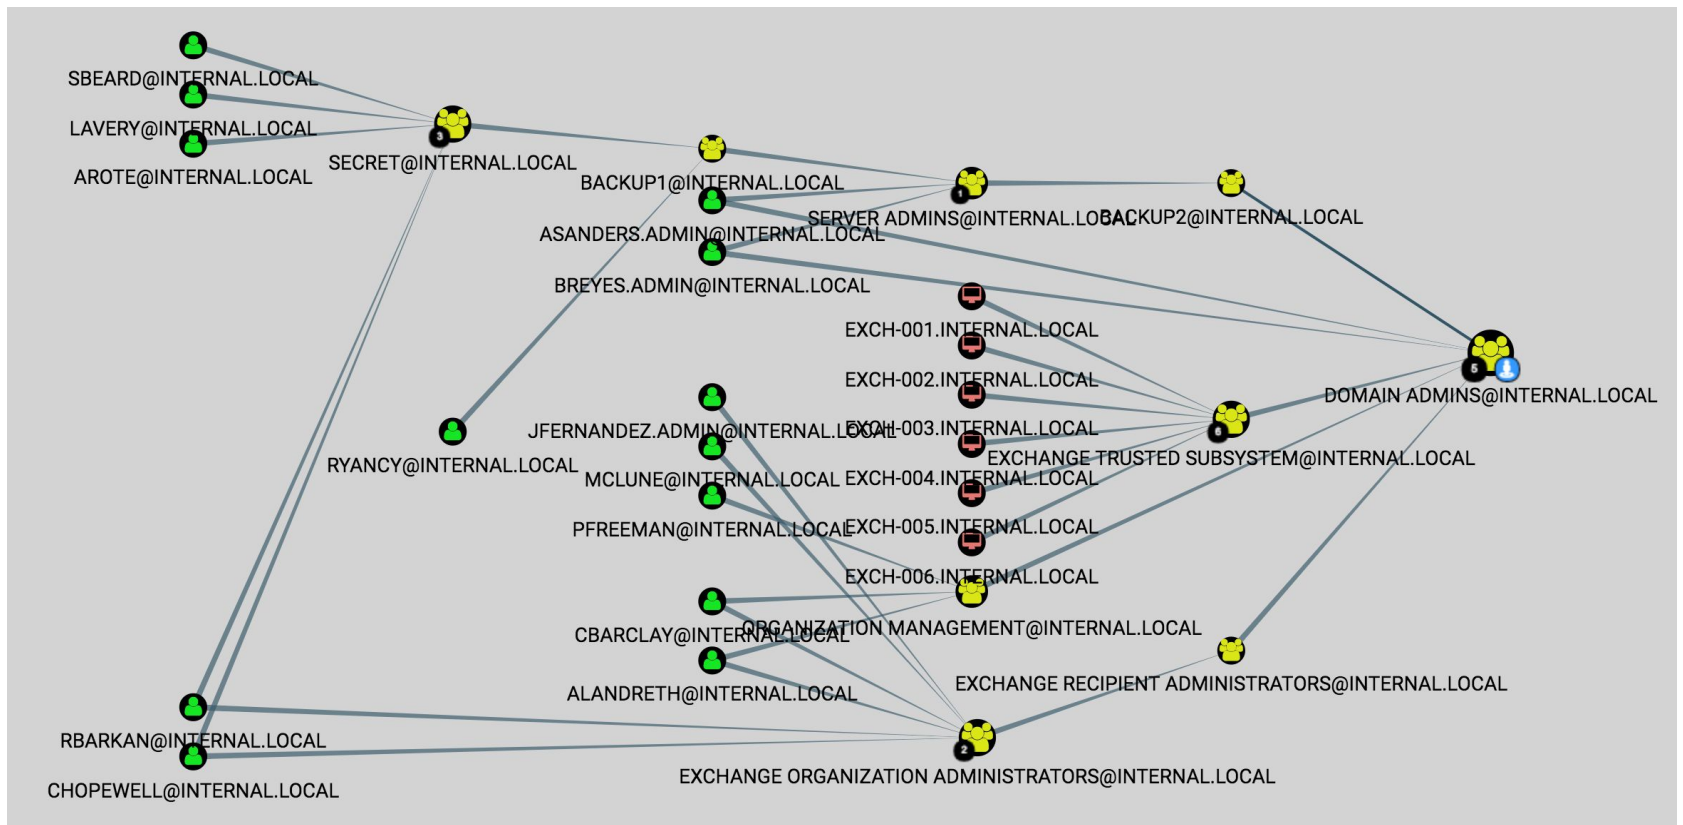 SBEARD@INTERNAL.LOCAL
LAVERY@INTERNAL.LOCAL
AROTE@INTERNAL.LOCAL
3
SECRET@INTERNAL.LOCAL
BACKUP1@INTERNAL.LOCAL
1
SERVER ADMINS@INTERNAL.LOCAL
BACKUP2@INTERNAL.LOCAL
ASANDERS.ADMIN@INTERNAL.LOCAL
BREYES.ADMIN@INTERNAL.LOCAL
EXCH-001.INTERNAL.LOCAL
EXCH-002.INTERNAL.LOCAL
5
DOMAIN ADMINS@INTERNAL.LOCAL
JFERNANDEZ.ADMIN@INTERNAL.LOCAL
EXCH-003.INTERNAL.LOCAL
6
EXCHANGE TRUSTED SUBSYSTEM@INTERNAL.LOCAL
RYANCY@INTERNAL.LOCAL
MCLUNE@INTERNAL.LOCAL
EXCH-004.INTERNAL.LOCAL
PFREEMAN@INTERNAL.LOCAL
EXCH-005.INTERNAL.LOCAL
EXCH-006.INTERNAL.LOCAL
CBARCLAY@INTERNAL.LOCAL
ORGANIZATION MANAGEMENT@INTERNAL.LOCAL
ALANDRETH@INTERNAL.LOCAL
EXCHANGE RECIPIENT ADMINISTRATORS@INTERNAL.LOCAL
RBARKAN@INTERNAL.LOCAL
2
EXCHANGE ORGANIZATION ADMINISTRATORS@INTERNAL.LOCAL
CHOPEWELL@INTERNAL.LOCAL